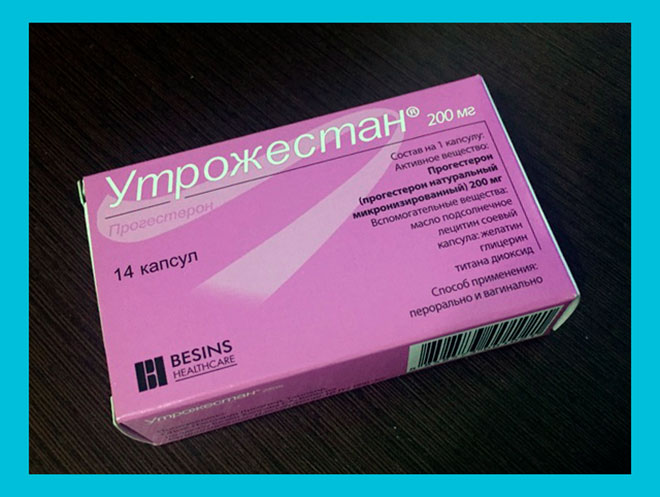 Утрожестан® 200 мг
Прогестерон
14 капсул
Состав на 1 капсулу:
Активное вещество:
Прогестерон
(прогестерон натуральный
микронизированный) 200 мг
Вспомогательные вещества:
масло подсолнечное
лецитин соевый
капсула: желатин
глицерин
титана диоксид
Способ применения:
перорально и вагинально
BESINS
HEALTHCARE
Утрожестан®